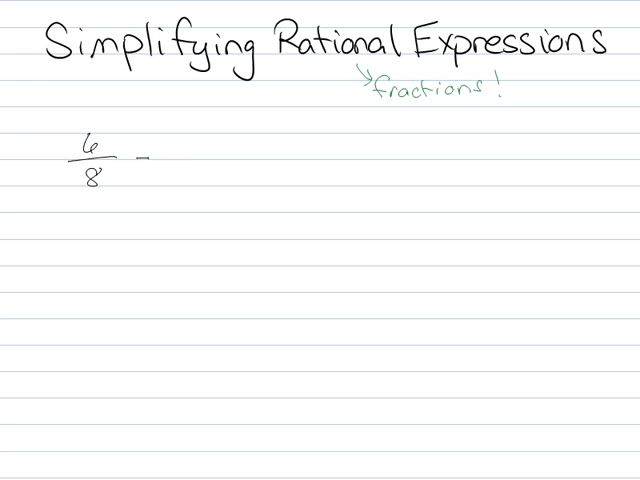 Simplifying Rational Expressions
↘ fractions!
6
8
=